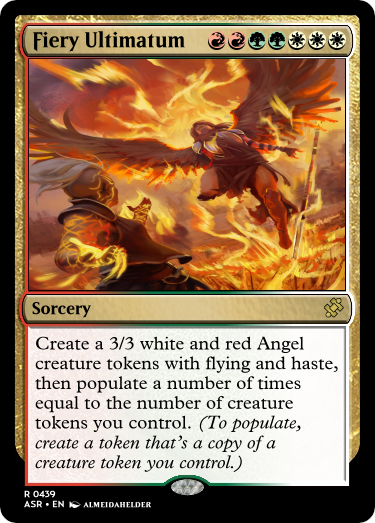 Fiery Ultimatum
Sorcery
Create a 3/3 white and red Angel
creature tokens with flying and haste,
then populate a number of times
equal to the number of creature
tokens you control. (To populate,
create a token that's a copy of a
creature token you control.)
R 0439
ASR • EN ALMEIDAHELDER